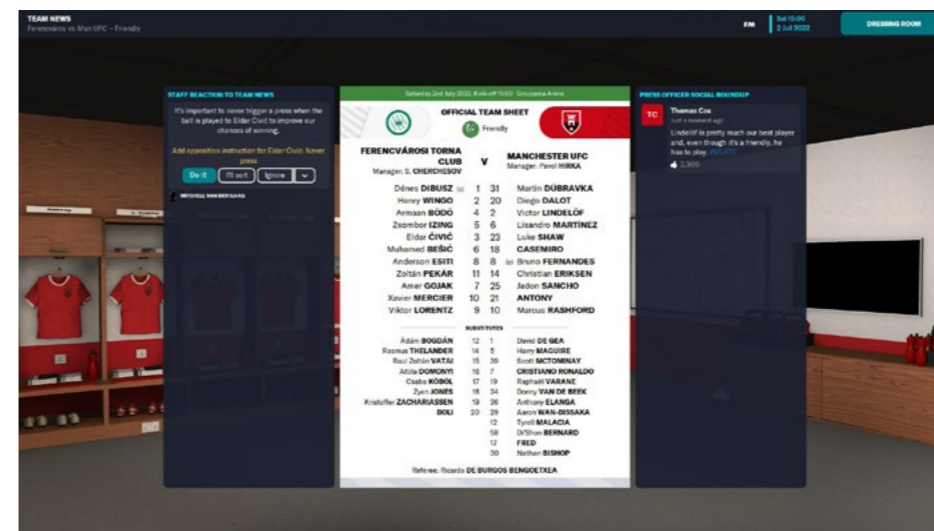 TEAM NEWS
Ferencváros vs Man UFC - Friendly
FM
Sat 15:00
2 Jul 2022
DRESSING ROOM
STAFF REACTION TO TEAM NEWS
It's important to never trigger a press when the
ball is played to Eldar Civić to improve our
chances of winning.
Add opposition instruction for Eldar Civić: Never
press
Do it
I'll sort
Ignore
MITCHELL VAN DER GAAG
Saturday 2nd July 2022, Kick-off 15:00 Groupama Arena
OFFICIAL TEAM SHEET
Friendly
FERENCVÁROSI TORNA
CLUB
Manager: S. CHERCHESOV
V
MANCHESTER UFC
Manager: Pavol HIRKA
Dénes DIBUSZ (c) 1 31 Martin DÚBRAVKA
Henry WINGO 2 20 Diogo DALOT
Armaan BÖDŐ 4 2 Victor LINDELÖF
Zsombor IZING 5 6 Lisandro MARTÍNEZ
Eldar ĆIVIĆ 3 23 Luke SHAW
Muhamed BEŠIĆ 6 18 CASEMIRO
Anderson ESITI 8 8 (c) Bruno FERNANDES
Zoltán PEKÁR 11 14 Christian ERIKSEN
Amer GOJAK 7 25 Jadon SANCHO
Xavier MERCIER 10 21 ANTONY
Viktor LORENTZ 9 10 Marcus RASHFORD
SUBSTITUTES
Ádám BOGDÁN 12 1 David DE GEA
Rasmus THELANDER 14 5 Harry MAGUIRE
Raul Zoltán VATAI 15 39 Scott MCTOMINAY
Attila DOMONYI 16 7 CRISTIANO RONALDO
Csaba KÖBÖL 17 19 Raphaël VARANE
Zyen JONES 18 34 Donny VAN DE BEEK
Kristoffer ZACHARIASSEN 19 36 Anthony ELANGA
BOLI 20 29 Aaron WAN-BISSAKA
12 Tyrell MALACIA
58 Di'Shon BERNARD
17 FRED
30 Nathan BISHOP
Referee: Ricardo DE BURGOS BENGOETXEA
PRESS OFFICER SOCIAL ROUNDUP
TC
Thomas Cox
Just a moment ago
Lindelöf is pretty much our best player
and, even though it's a friendly, he
has to play.
2,305